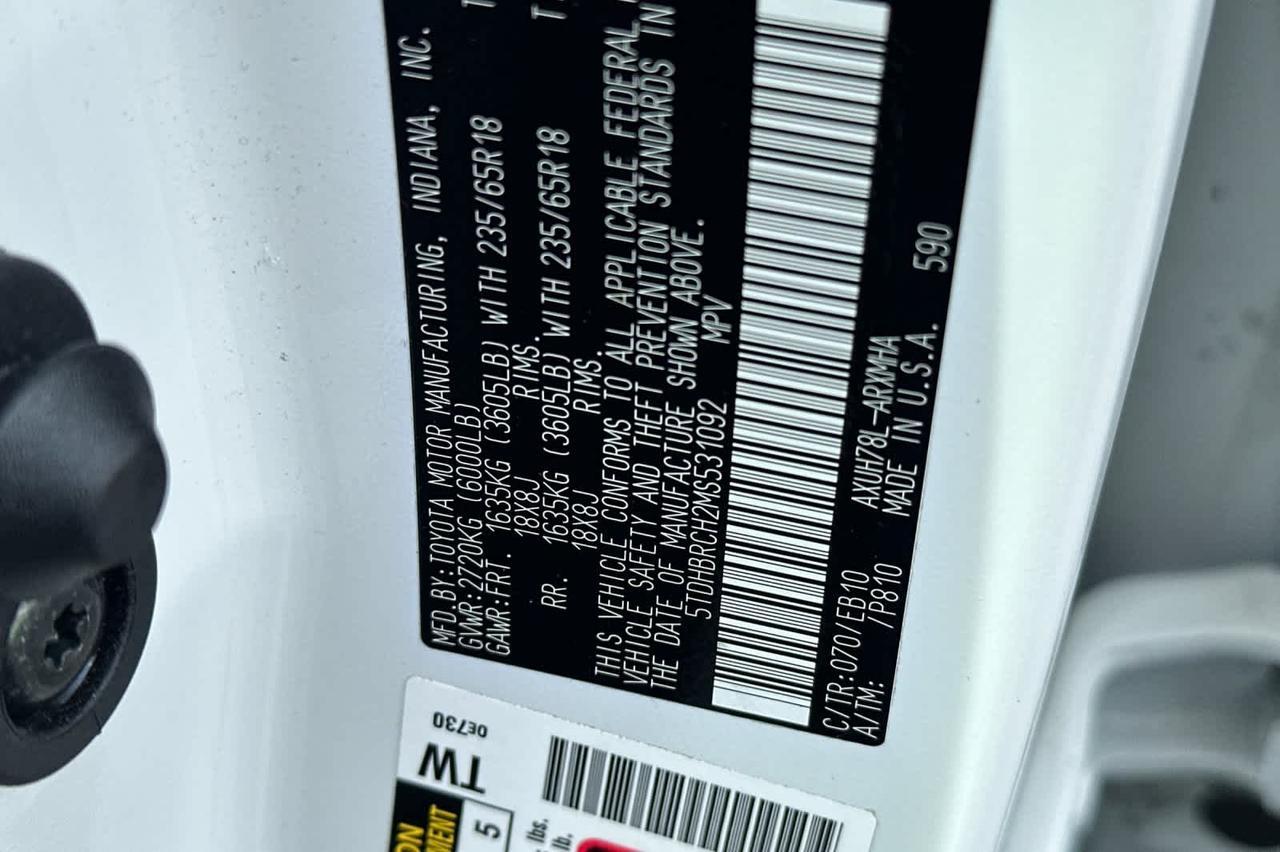 MFD.BY:TOYOTA MOTOR MANUFACTURING, INDIANA, INC.
GVWR:2720KG (6000LB)
GAWR:FRT. 1635KG (3605LB) WITH 235/65R18
18X8J RIMS.
RR. 1635KG (3605LB) WITH 235/65R18
18X8J RIMS.
THIS VEHICLE CONFORMS TO ALL APPLICABLE FEDERAL
VEHICLE SAFETY AND THEFT PREVENTION STANDARDS IN
THE DATE OF MANUFACTURE SHOWN ABOVE.
5TDHBRCH2MS531092 MPV
C/TR:070/EB10 AXUH78L-ARXMHA 590
A/TM: /P810 MADE IN U.S.A.
0E730
TW
5
lbs.
lb.